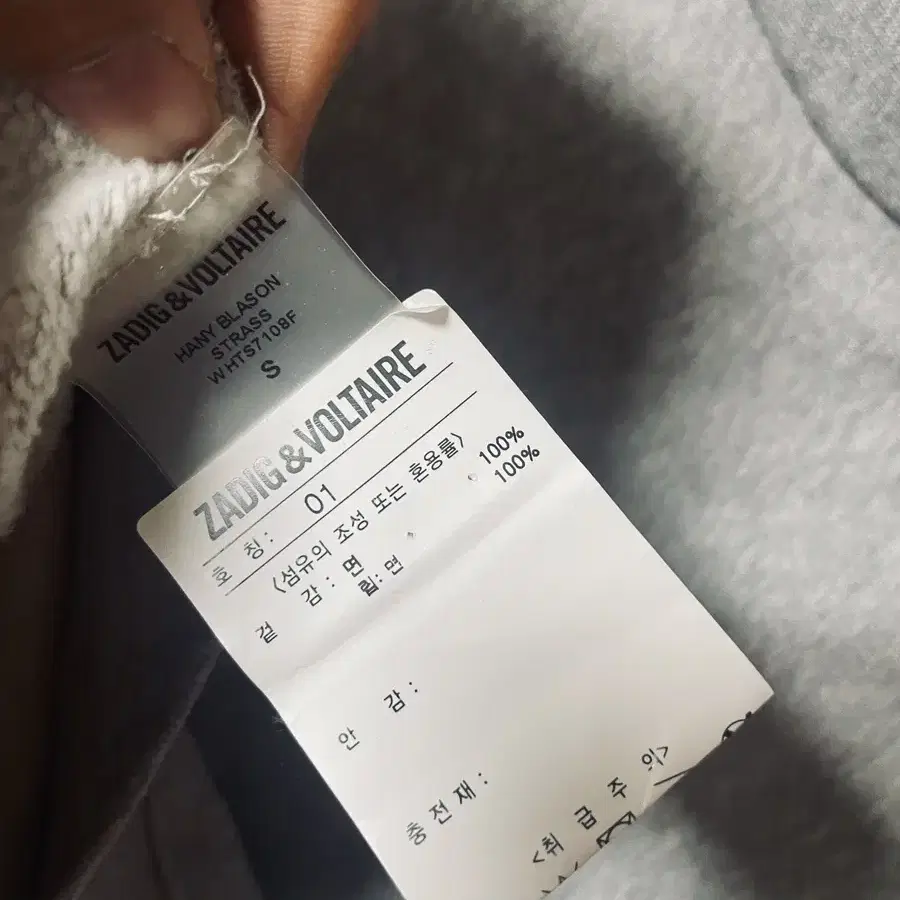 ZADIG & VOLTAIRE
HANY BLASON
STRASS
WHTS7108F
S
ZADIG & VOLTAIRE
호 칭 : 01
<섬유의 조성 또는 혼용률>
겉 감 : 면 100%
립: 면 100%
안 감 :
충전재 :
<취급주의>